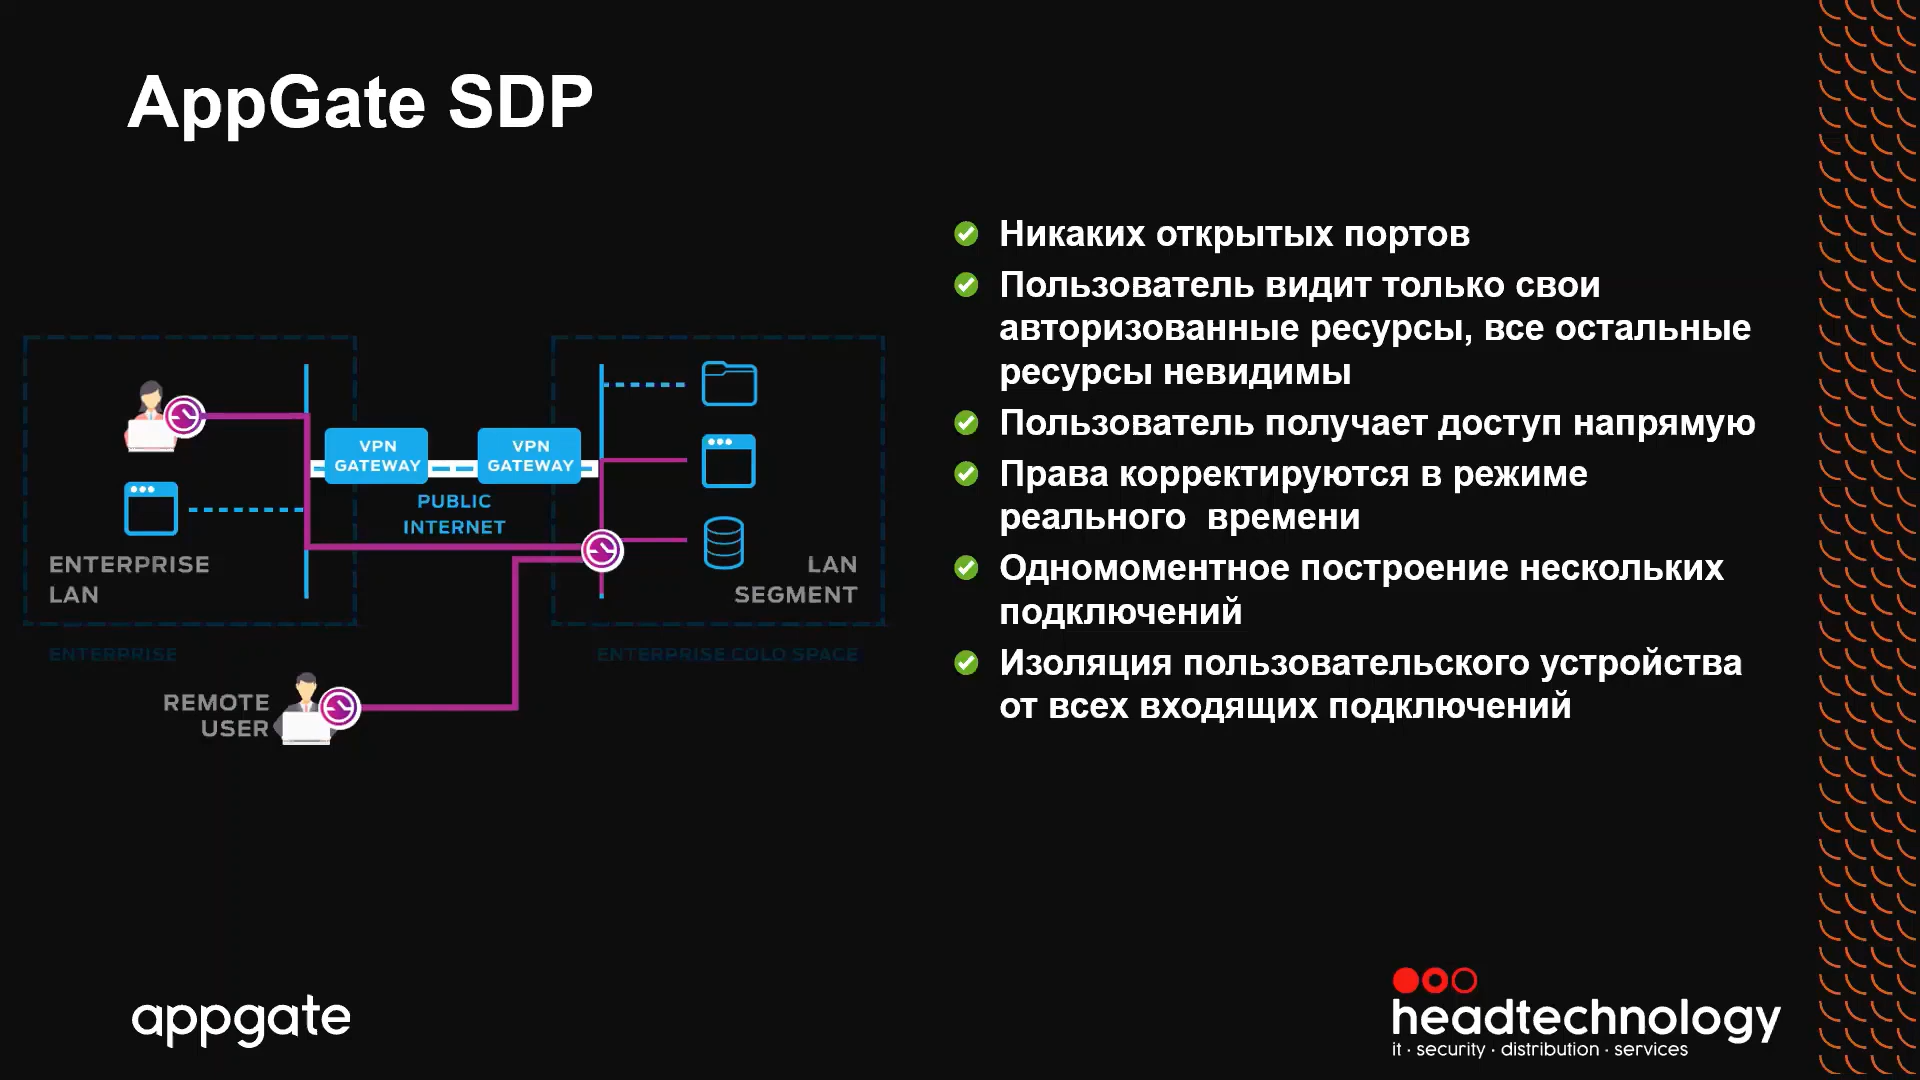 AppGate SDP
Никаких открытых портов
Пользователь видит только свои
авторизованные ресурсы, все остальные
ресурсы невидимы
Пользователь получает доступ напрямую
Права корректируются в режиме
реального  времени
Одномоментное построение нескольких
подключений
Изоляция пользовательского устройства
от всех входящих подключений
VPN
GATEWAY
VPN
GATEWAY
PUBLIC
INTERNET
ENTERPRISE
LAN
LAN
SEGMENT
ENTERPRISE
ENTERPRISE COLO SPACE
REMOTE
USER
appgate
headtechnology
it · security · distribution · services